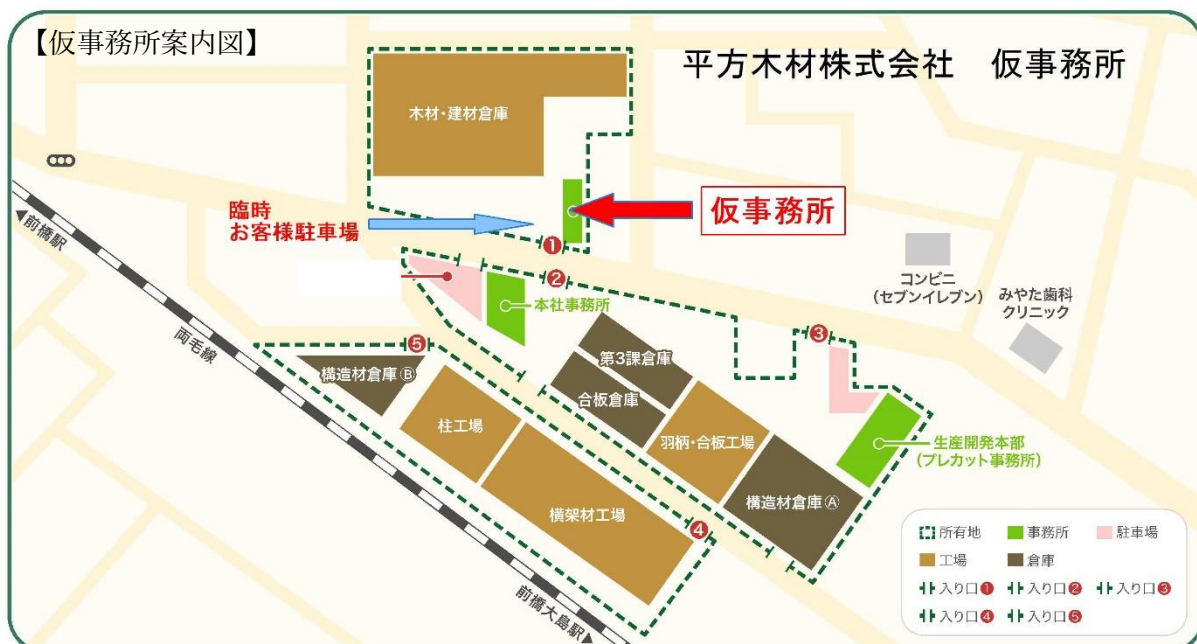 【仮事務所案内図】
平方木材株式会社　仮事務所
木材・建材倉庫
臨時
お客様駐車場
仮事務所
❶
◀前橋駅
❷
本社事務所
コンビニ
(セブンイレブン)
みやた歯科
クリニック
❸
両毛線
❺
構造材倉庫Ⓑ
第3課倉庫
合板倉庫
柱工場
羽柄・合板工場
生産開発本部
(プレカット事務所)
構造材倉庫Ⓐ
横架材工場
❹
前橋大島駅▶
所有地 事務所 駐車場
工場 倉庫
入り口❶ 入り口❷ 入り口❸
入り口❹ 入り口❺